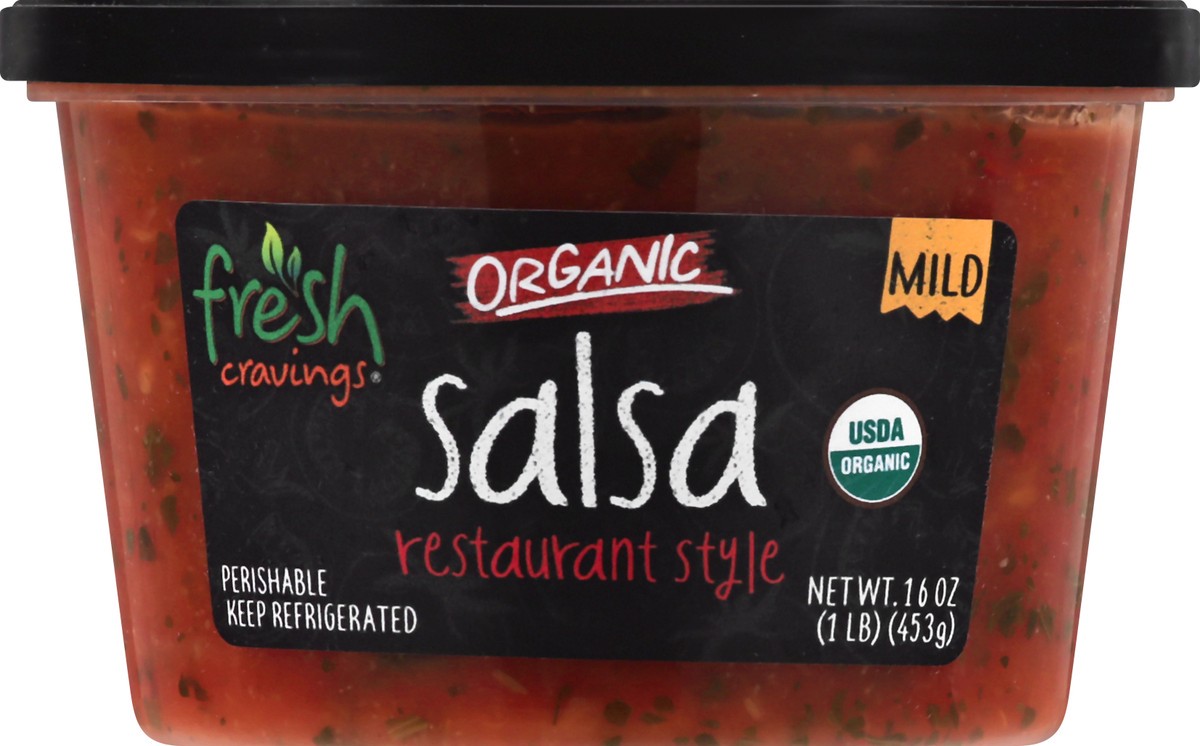 fresh
cravings®
ORGANIC
salsa
restaurant style
MILD
USDA
ORGANIC
PERISHABLE
KEEP REFRIGERATED
NET WT. 16 OZ
(1 LB) (453g)